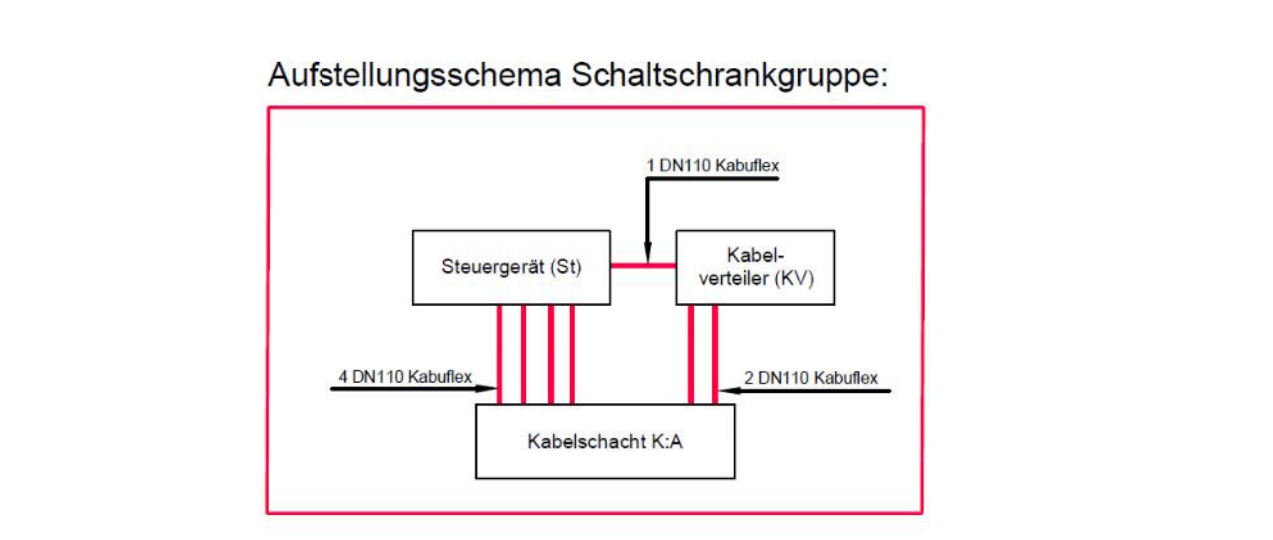 Aufstellungsschema Schaltschrankgruppe:
1 DN110 Kabuflex
Steuergerät (St)
Kabel-
verteiler (KV)
4 DN110 Kabuflex
2 DN110 Kabuflex
Kabelschacht K:A